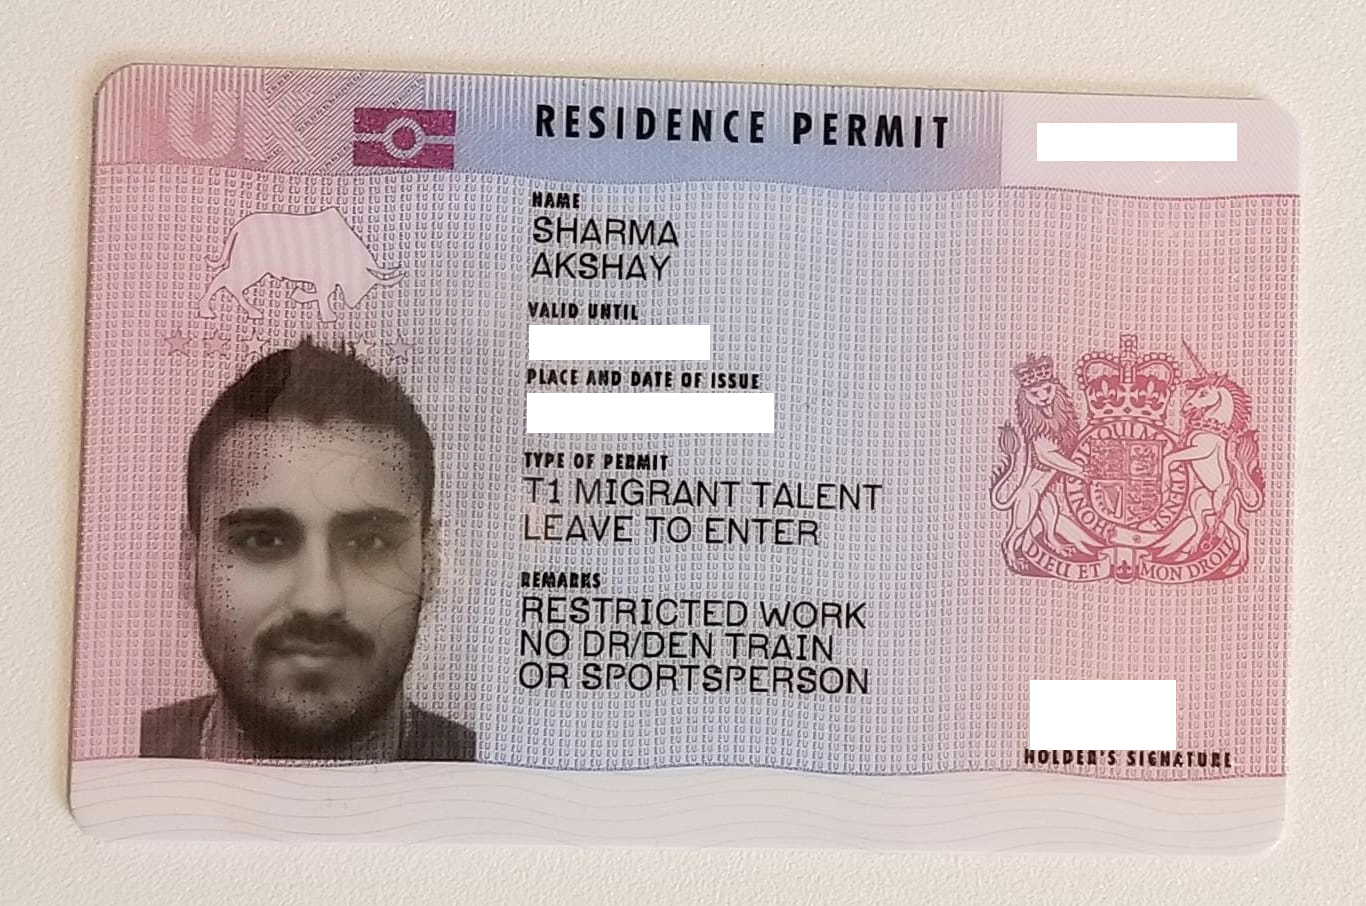 UK
RESIDENCE PERMIT
NAME
SHARMA
AKSHAY
VALID UNTIL
PLACE AND DATE OF ISSUE
TYPE OF PERMIT
T1 MIGRANT TALENT
LEAVE TO ENTER
REMARKS
RESTRICTED WORK
NO DR/DEN TRAIN
OR SPORTSPERSON
DIEU ET MON DROIT
HOLDER'S SIGNATURE